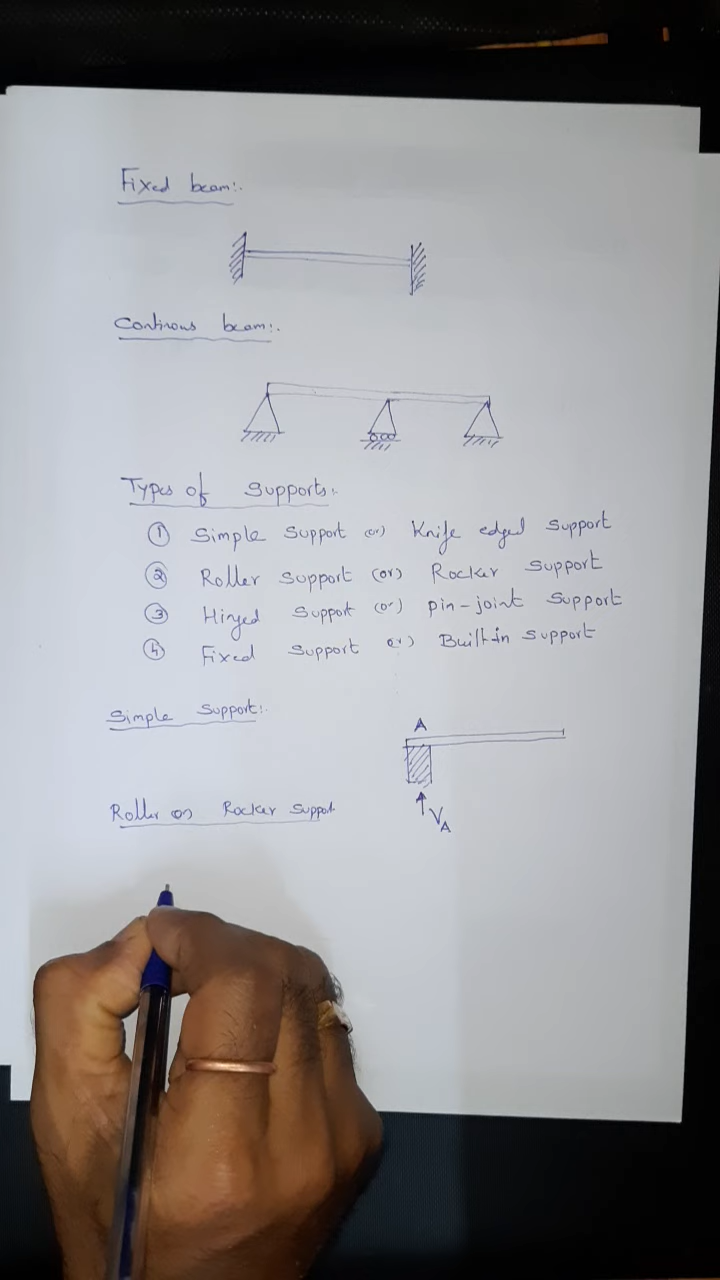 Fixed beam:.
Continous beam:.
Types of Supports:.
① Simple Support (or) Knife edged Support
② Roller Support (or) Rocker Support
③ Hinged Support (or) pin-joint Support
④ Fixed Support (or) Built-in Support
Simple Support:.
A
Roller or Rocker Support
V_A